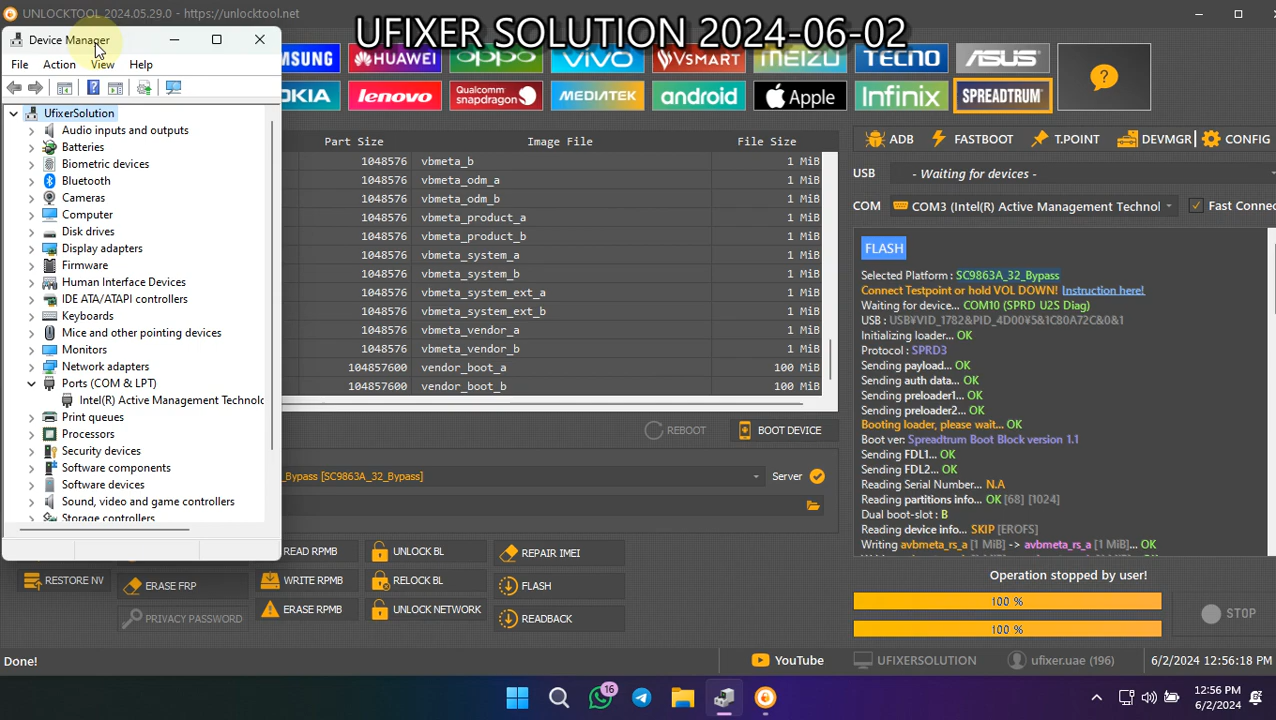 UNLOCKTOOL 2024.05.29.0 - https://unlocktool.net
UFIXER SOLUTION 2024-06-02
Device Manager
File Action View Help
UfixerSolution
Audio inputs and outputs
Batteries
Biometric devices
Bluetooth
Cameras
Computer
Disk drives
Display adapters
Firmware
Human Interface Devices
IDE ATA/ATAPI controllers
Keyboards
Mice and other pointing devices
Monitors
Network adapters
Ports (COM & LPT)
Intel(R) Active Management Technolo
Print queues
Processors
Security devices
Software components
Software devices
Sound, video and game controllers
Storage controllers
SAMSUNG HUAWEI oppo vivo VSMART MEIZU TECNO ASUS
NOKIA lenovo Qualcomm snapdragon MEDIATEK android Apple Infinix SPREADTRUM
?
Part Size Image File File Size
1048576 vbmeta_b 1 MiB
1048576 vbmeta_odm_a 1 MiB
1048576 vbmeta_odm_b 1 MiB
1048576 vbmeta_product_a 1 MiB
1048576 vbmeta_product_b 1 MiB
1048576 vbmeta_system_a 1 MiB
1048576 vbmeta_system_b 1 MiB
1048576 vbmeta_system_ext_a 1 MiB
1048576 vbmeta_system_ext_b 1 MiB
1048576 vbmeta_vendor_a 1 MiB
1048576 vbmeta_vendor_b 1 MiB
104857600 vendor_boot_a 100 MiB
104857600 vendor_boot_b 100 MiB
REBOOT BOOT DEVICE
_Bypass [SC9863A_32_Bypass] Server
READ RPMB UNLOCK BL REPAIR IMEI
RESTORE NV ERASE FRP WRITE RPMB RELOCK BL FLASH
PRIVACY PASSWORD ERASE RPMB UNLOCK NETWORK READBACK
ADB FASTBOOT T.POINT DEVMGR CONFIG
USB - Waiting for devices -
COM COM3 (Intel(R) Active Management Technol Fast Connec
FLASH
Selected Platform : SC9863A_32_Bypass
Connect Testpoint or hold VOL DOWN! Instruction here!
Waiting for device... COM10 (SPRD U2S Diag)
USB : USB¥VID_1782&PID_4D00¥5&1C80A72C&0&1
Initializing loader... OK
Protocol : SPRD3
Sending payload... OK
Sending auth data... OK
Sending preloader1... OK
Sending preloader2... OK
Booting loader, please wait... OK
Boot ver: Spreadtrum Boot Block version 1.1
Sending FDL1... OK
Sending FDL2... OK
Reading Serial Number... N.A
Reading partitions info... OK [68] [1024]
Dual boot-slot : B
Reading device info... SKIP [EROFS]
Writing avbmeta_rs_a [1 MiB] -> avbmeta_rs_a [1 MiB]... OK
Operation stopped by user!
100 %
100 %
STOP
Done! YouTube UFIXERSOLUTION ufixer.uae (196) 6/2/2024 12:56:18 PM
16
12:56 PM
6/2/2024